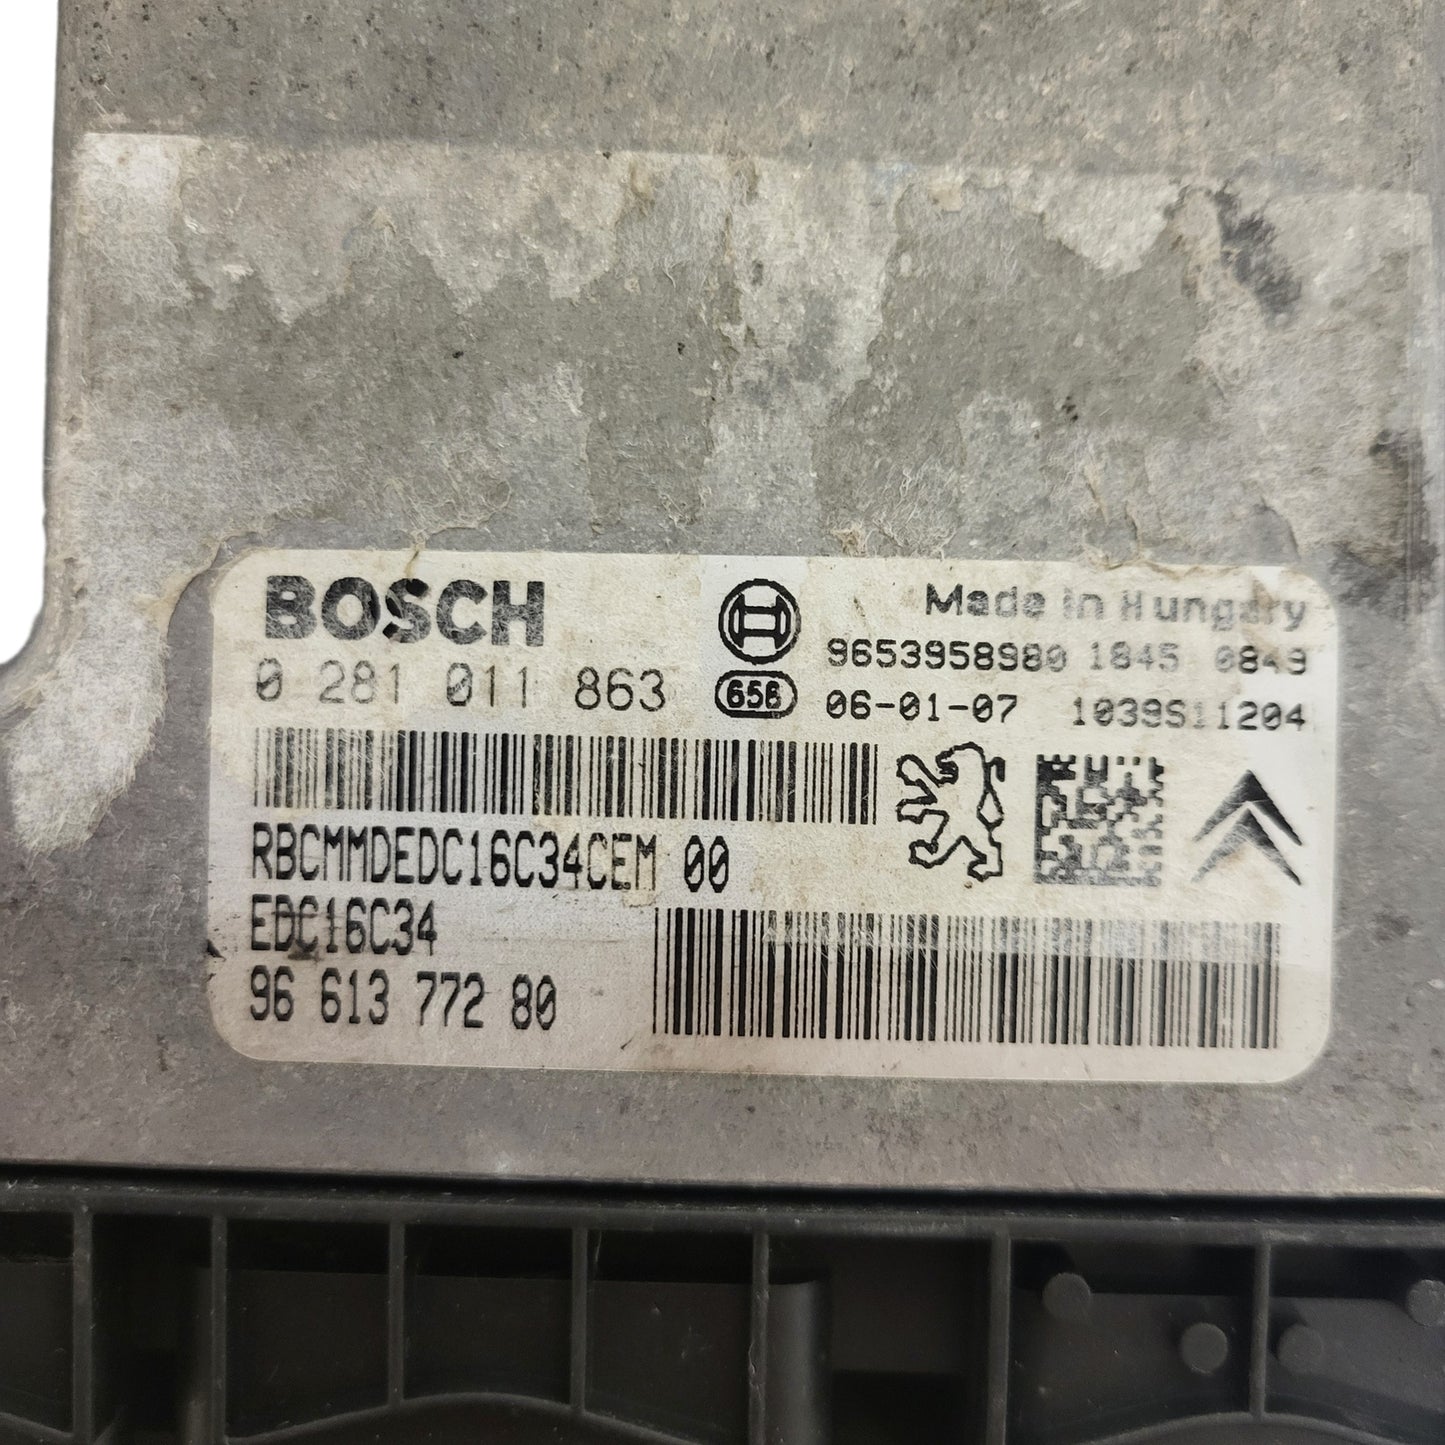 BOSCH
Made in Hungary
9653958980 1845 0849
0 281 011 863
656
06-01-07 1039S11204
RBCMMDEDC16C34CEM 00
EDC16C34
96 613 772 80